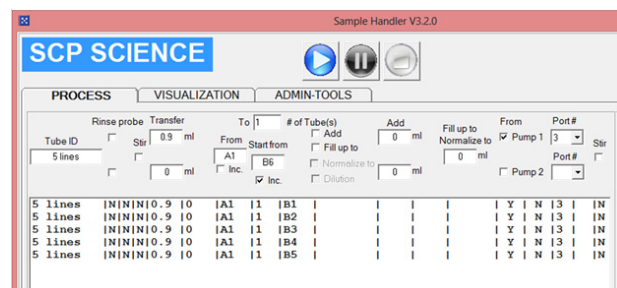 Sample Handler V3.2.0
SCP SCIENCE
PROCESS VISUALIZATION ADMIN-TOOLS
Rinse probe Transfer To 1 # of Tube(s) Add From Port#
Tube ID Stir 0.9 ml From Start from Add 0 ml Fill up to Normalize to Pump 1 3 Stir
5 lines A1 B6 Fill up to 0 ml Port#
0 ml Inc. Inc. Normalize to 0 ml Pump 2
Dilution
5 lines |N|N|N|0.9 |0 |A1 |1 |B1 | | | | Y | N |3 | |N
5 lines |N|N|N|0.9 |0 |A1 |1 |B2 | | | | Y | N |3 | |N
5 lines |N|N|N|0.9 |0 |A1 |1 |B3 | | | | Y | N |3 | |N
5 lines |N|N|N|0.9 |0 |A1 |1 |B4 | | | | Y | N |3 | |N
5 lines |N|N|N|0.9 |0 |A1 |1 |B5 | | | | Y | N |3 | |N